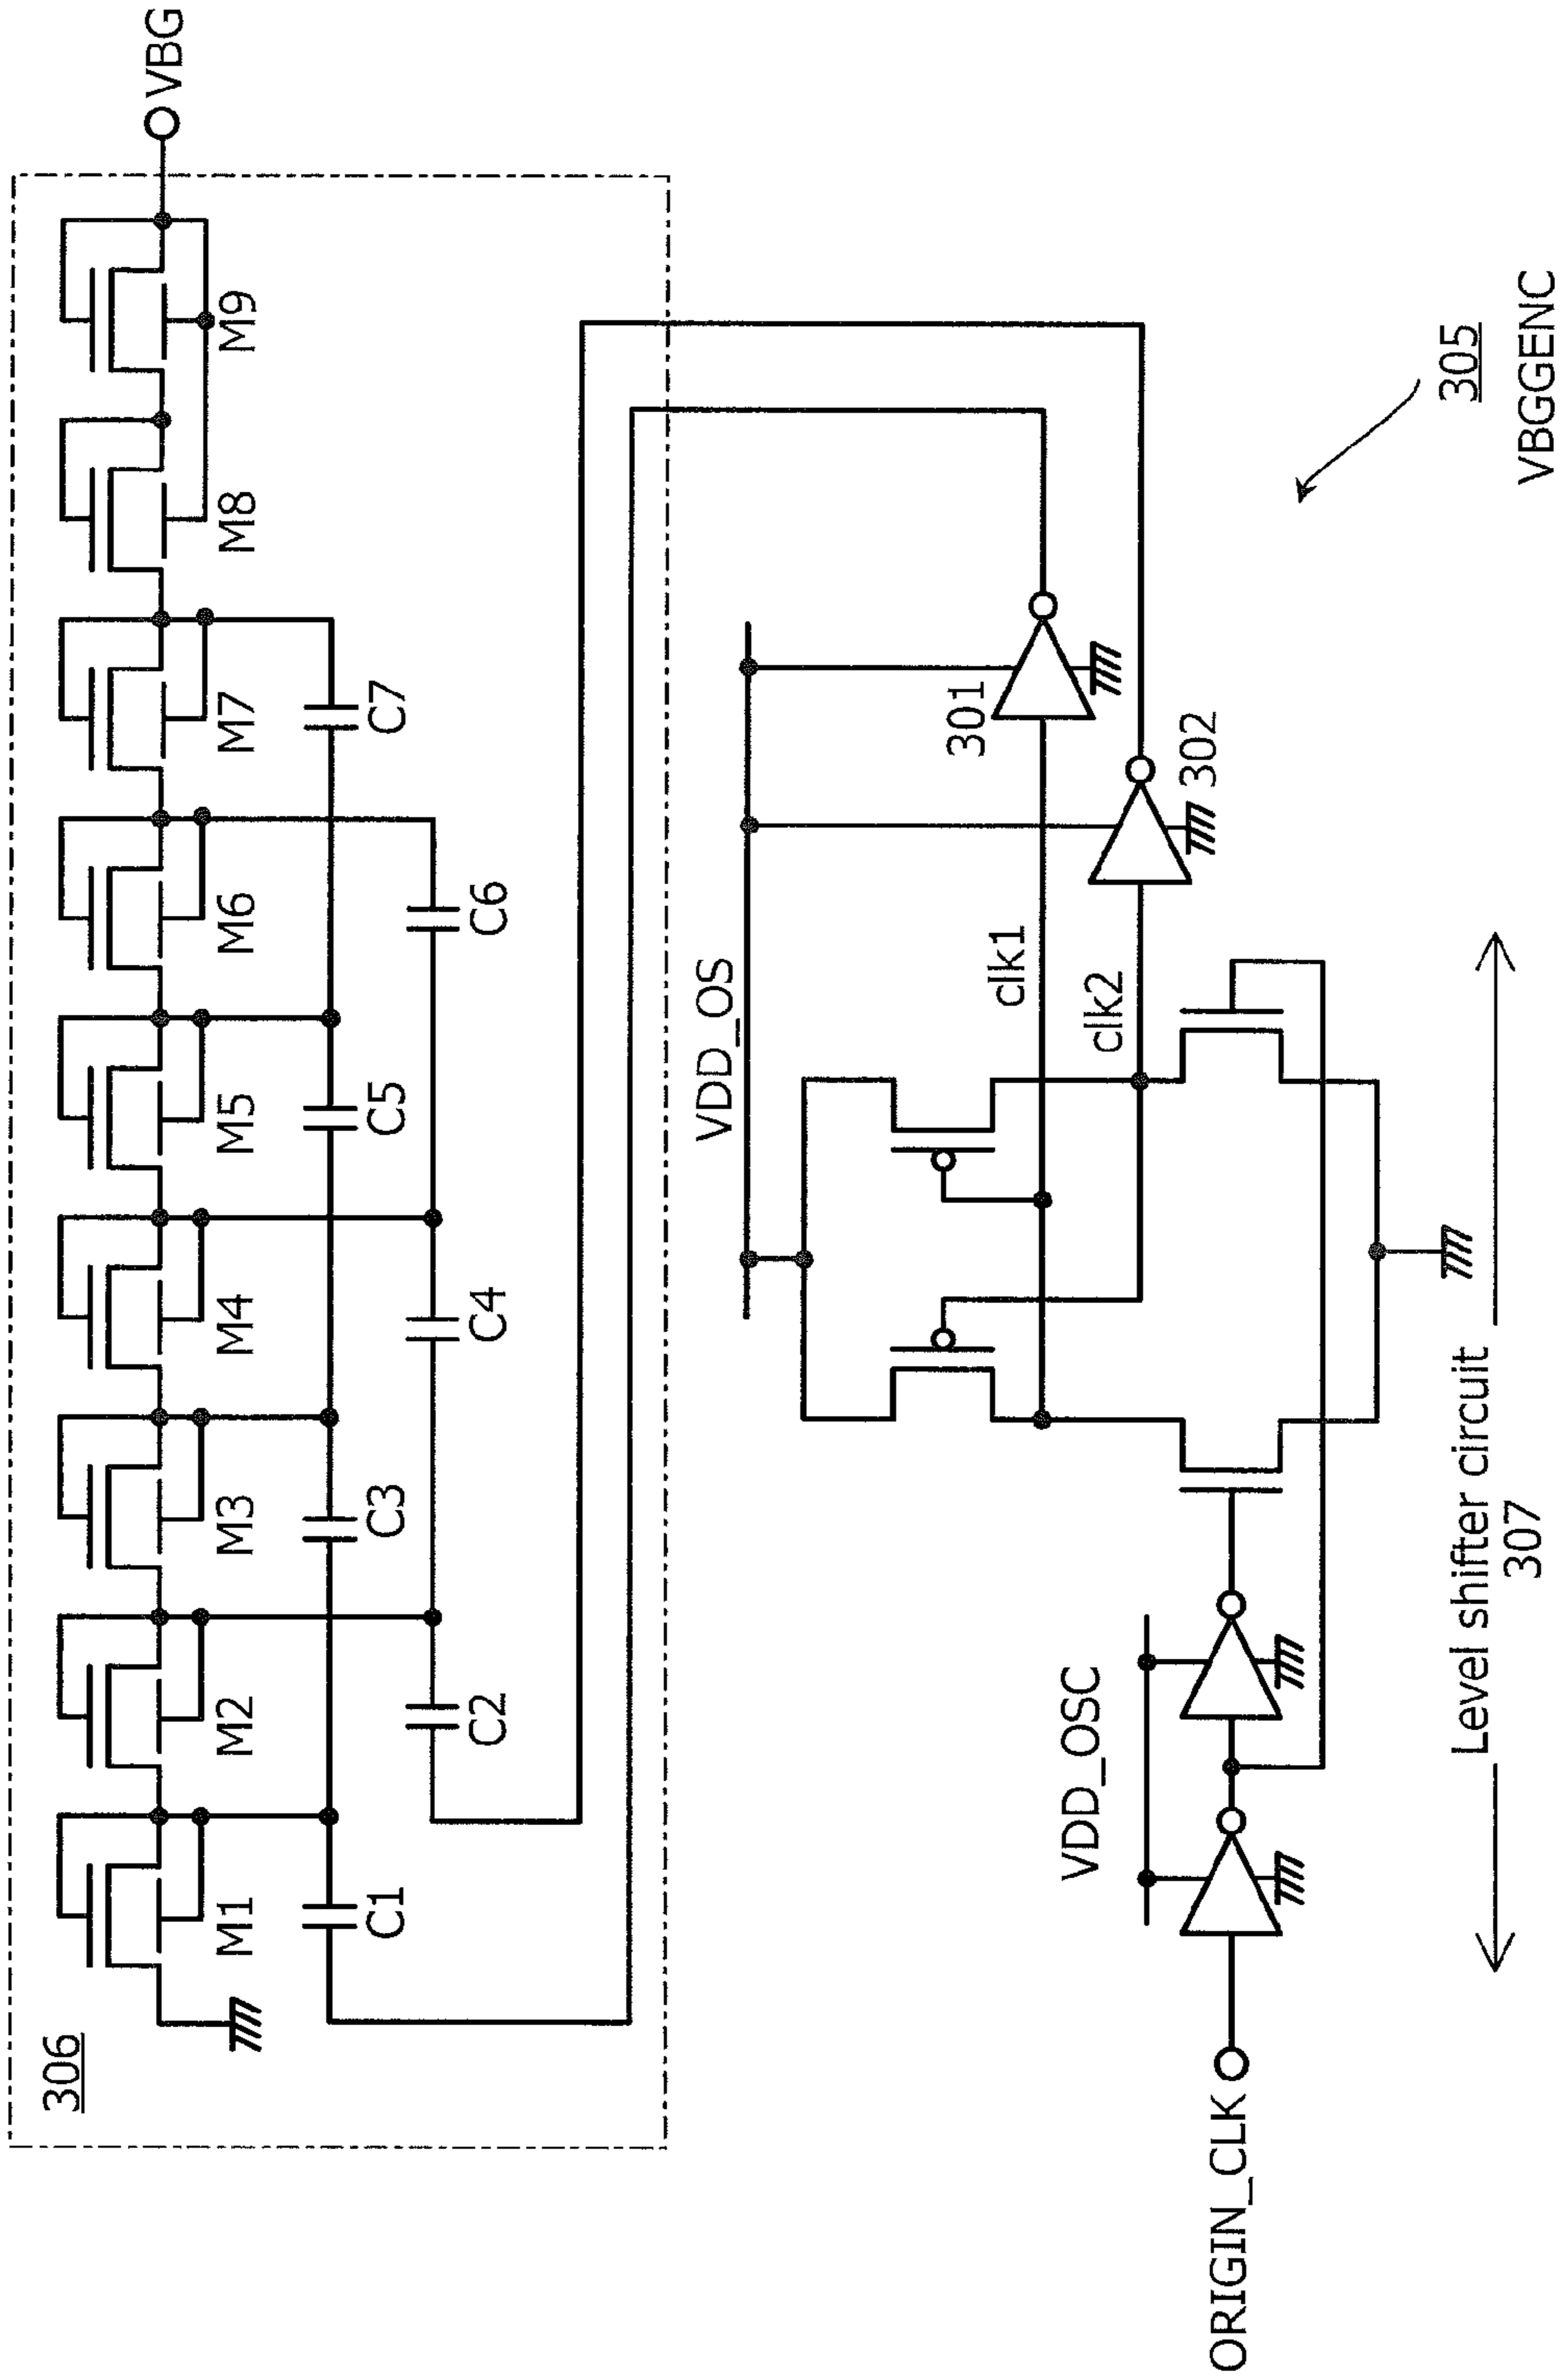 306
M1
M2
M3
M4
M5
M6
M7
M8
M9
VBG
C1
C3
C5
C7
C2
C4
C6
VDD_OS
301
clk1
clk2
302
VDD_OSC
ORIGIN_CLK
Level shifter circuit
307
305
VBGGENC